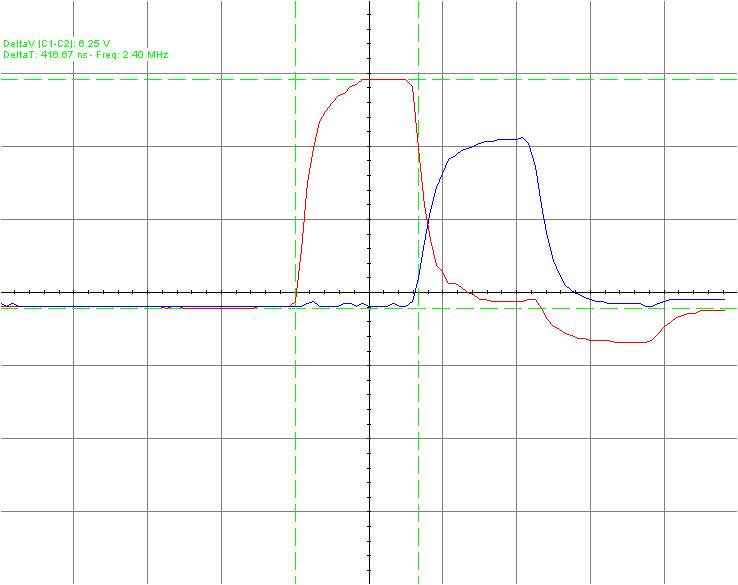 DeltaV (C1-C2): 6.25 V
DeltaT: 416.67 ns - Freq: 2.40 MHz